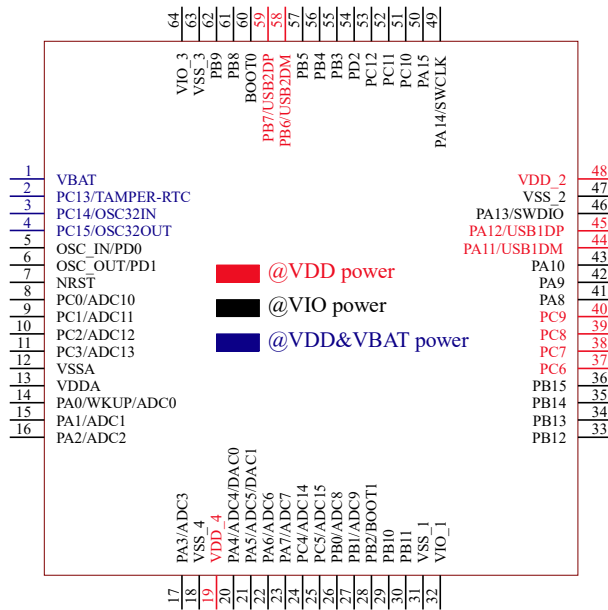 64 63 62 61 60 59 58 57 56 55 54 53 52 51 50 49
VIO_3
VSS_3
PB9
PB8
BOOT0
PB7/USB2DP
PB6/USB2DM
PB5
PB4
PB3
PD2
PC12
PC11
PC10
PA15
PA14/SWCLK
1 VBAT
2 PC13/TAMPER-RTC
3 PC14/OSC32IN
4 PC15/OSC32OUT
5 OSC_IN/PD0
6 OSC_OUT/PD1
7 NRST
8 PC0/ADC10
9 PC1/ADC11
10 PC2/ADC12
11 PC3/ADC13
12 VSSA
13 VDDA
14 PA0/WKUP/ADC0
15 PA1/ADC1
16 PA2/ADC2
@VDD power
@VIO power
@VDD&VBAT power
VDD_2 48
VSS_2 47
PA13/SWDIO 46
PA12/USB1DP 45
PA11/USB1DM 44
PA10 43
PA9 42
PA8 41
PC9 40
PC8 39
PC7 38
PC6 37
PB15 36
PB14 35
PB13 34
PB12 33
PA3/ADC3
VSS_4
VDD_4
PA4/ADC4/DAC0
PA5/ADC5/DAC1
PA6/ADC6
PA7/ADC7
PC4/ADC14
PC5/ADC15
PB0/ADC8
PB1/ADC9
PB2/BOOT1
PB10
PB11
VSS_1
VIO_1
17 18 19 20 21 22 23 24 25 26 27 28 29 30 31 32